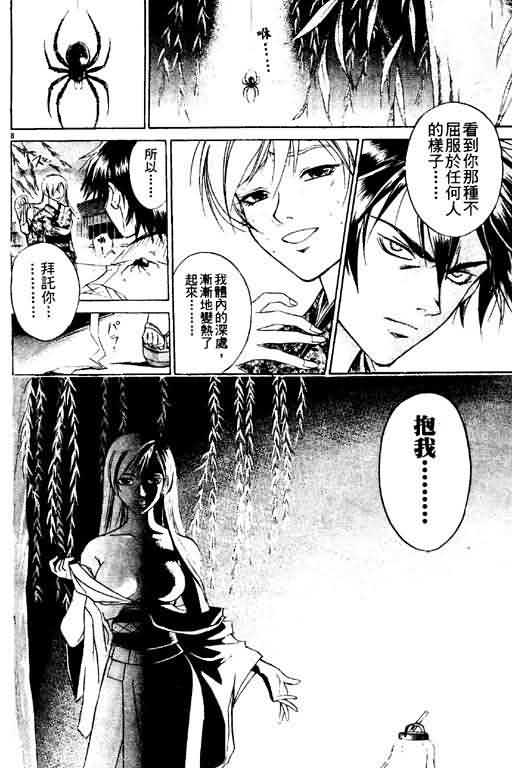 咻………
看到你那種不
屈服於任何人
的樣子………
我體內的深處，
漸漸地變熱了
起來………
所以………
拜託你…
………
抱我………
8